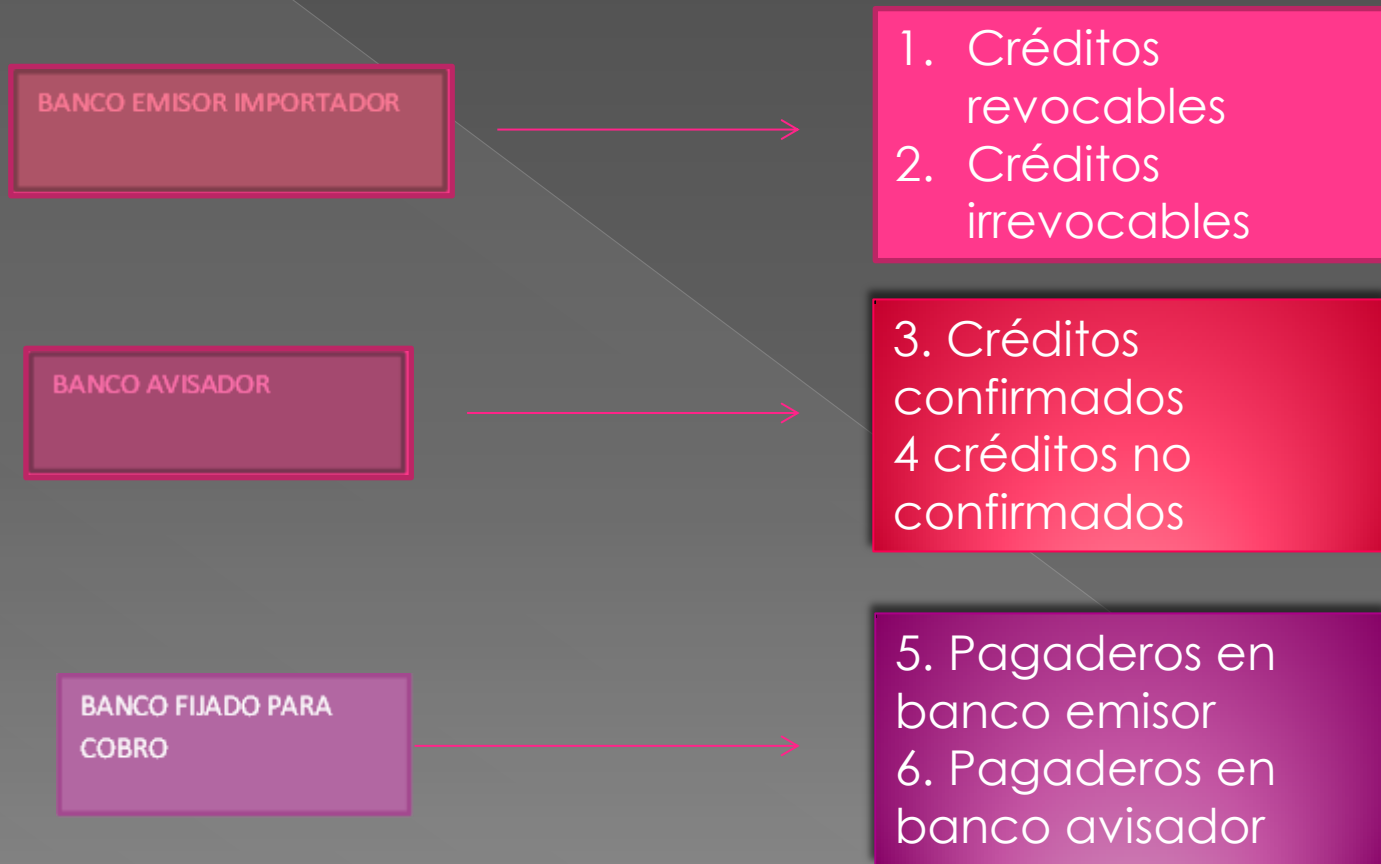 BANCO EMISOR IMPORTADOR
1. Créditos
revocables
2. Créditos
irrevocables
BANCO AVISADOR
3. Créditos
confirmados
4 créditos no
confirmados
BANCO FIJADO PARA
COBRO
5. Pagaderos en
banco emisor
6. Pagaderos en
banco avisador